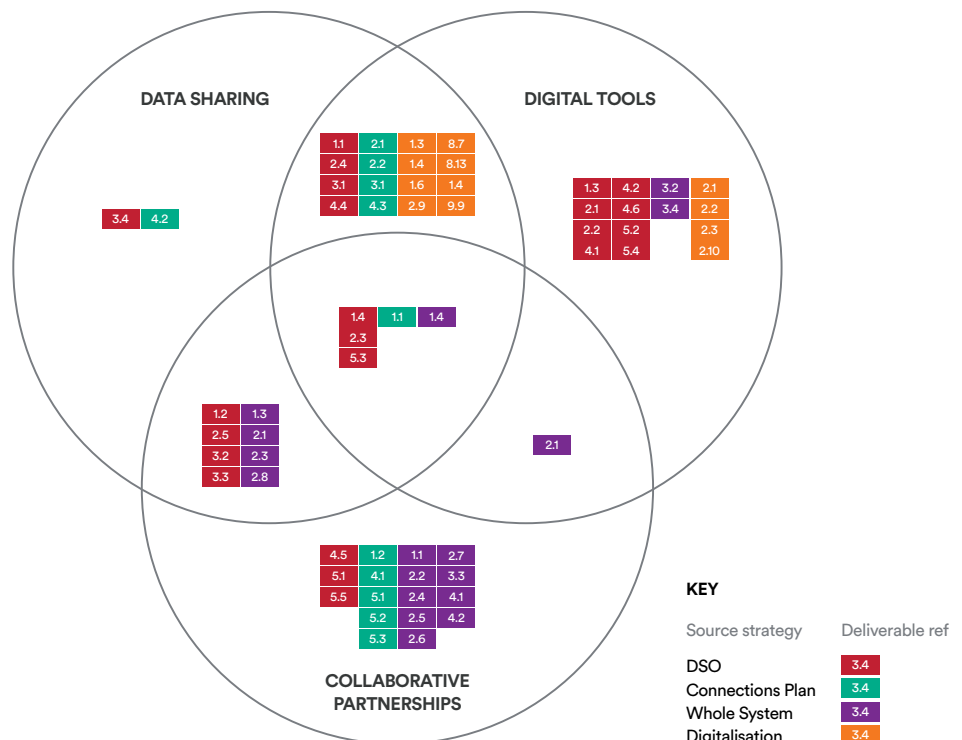 DATA SHARING
DIGITAL TOOLS
1.1 2.1 1.3 8.7
2.4 2.2 1.4 8.13
3.1 3.1 1.6 1.4
4.4 4.3 2.9 9.9
1.3 4.2 3.2 2.1
2.1 4.6 3.4 2.2
2.2 5.2 2.3
4.1 5.4 2.10
3.4 4.2
1.4 1.1 1.4
2.3
5.3
1.2 1.3
2.5 2.1
3.2 2.3
3.3 2.8
2.1
4.5 1.2 1.1 2.7
5.1 4.1 2.2 3.3
5.5 5.1 2.4 4.1
5.2 2.5 4.2
5.3 2.6
COLLABORATIVE
PARTNERSHIPS
KEY
Source strategy Deliverable ref
DSO 3.4
Connections Plan 3.4
Whole System 3.4
Digitalisation 3.4